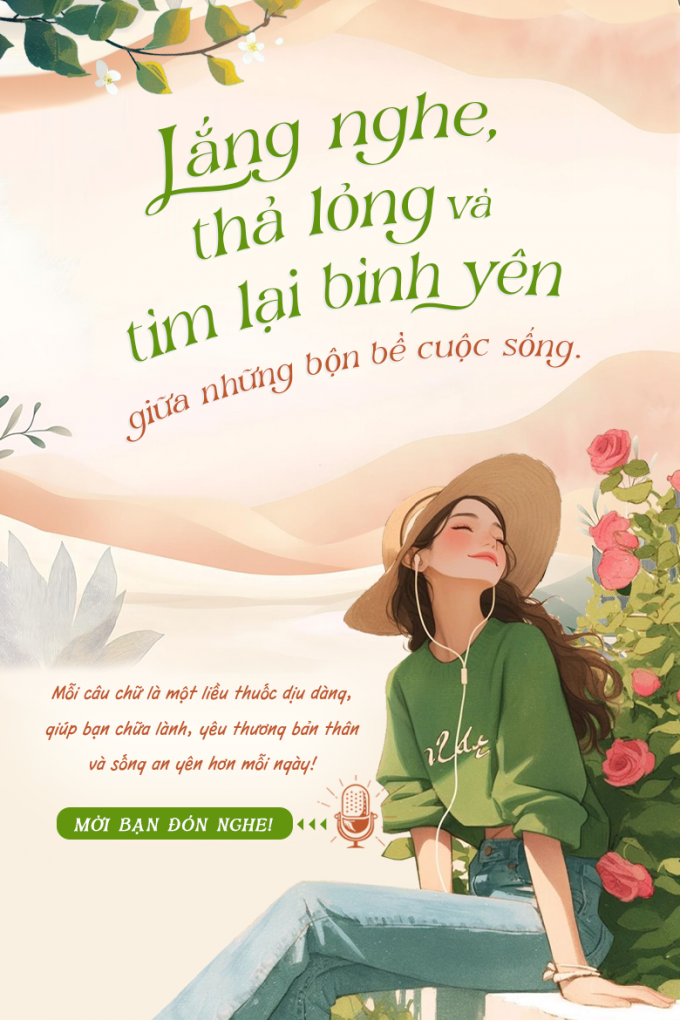 Lắng nghe,
thả lỏng và
tìm lại bình yên
giữa những bộn bề cuộc sống.
Mỗi câu chữ là một liều thuốc dịu dàng,
giúp bạn chữa lành, yêu thương bản thân
và sống an yên hơn mỗi ngày!
MỜI BẠN ĐÓN NGHE!